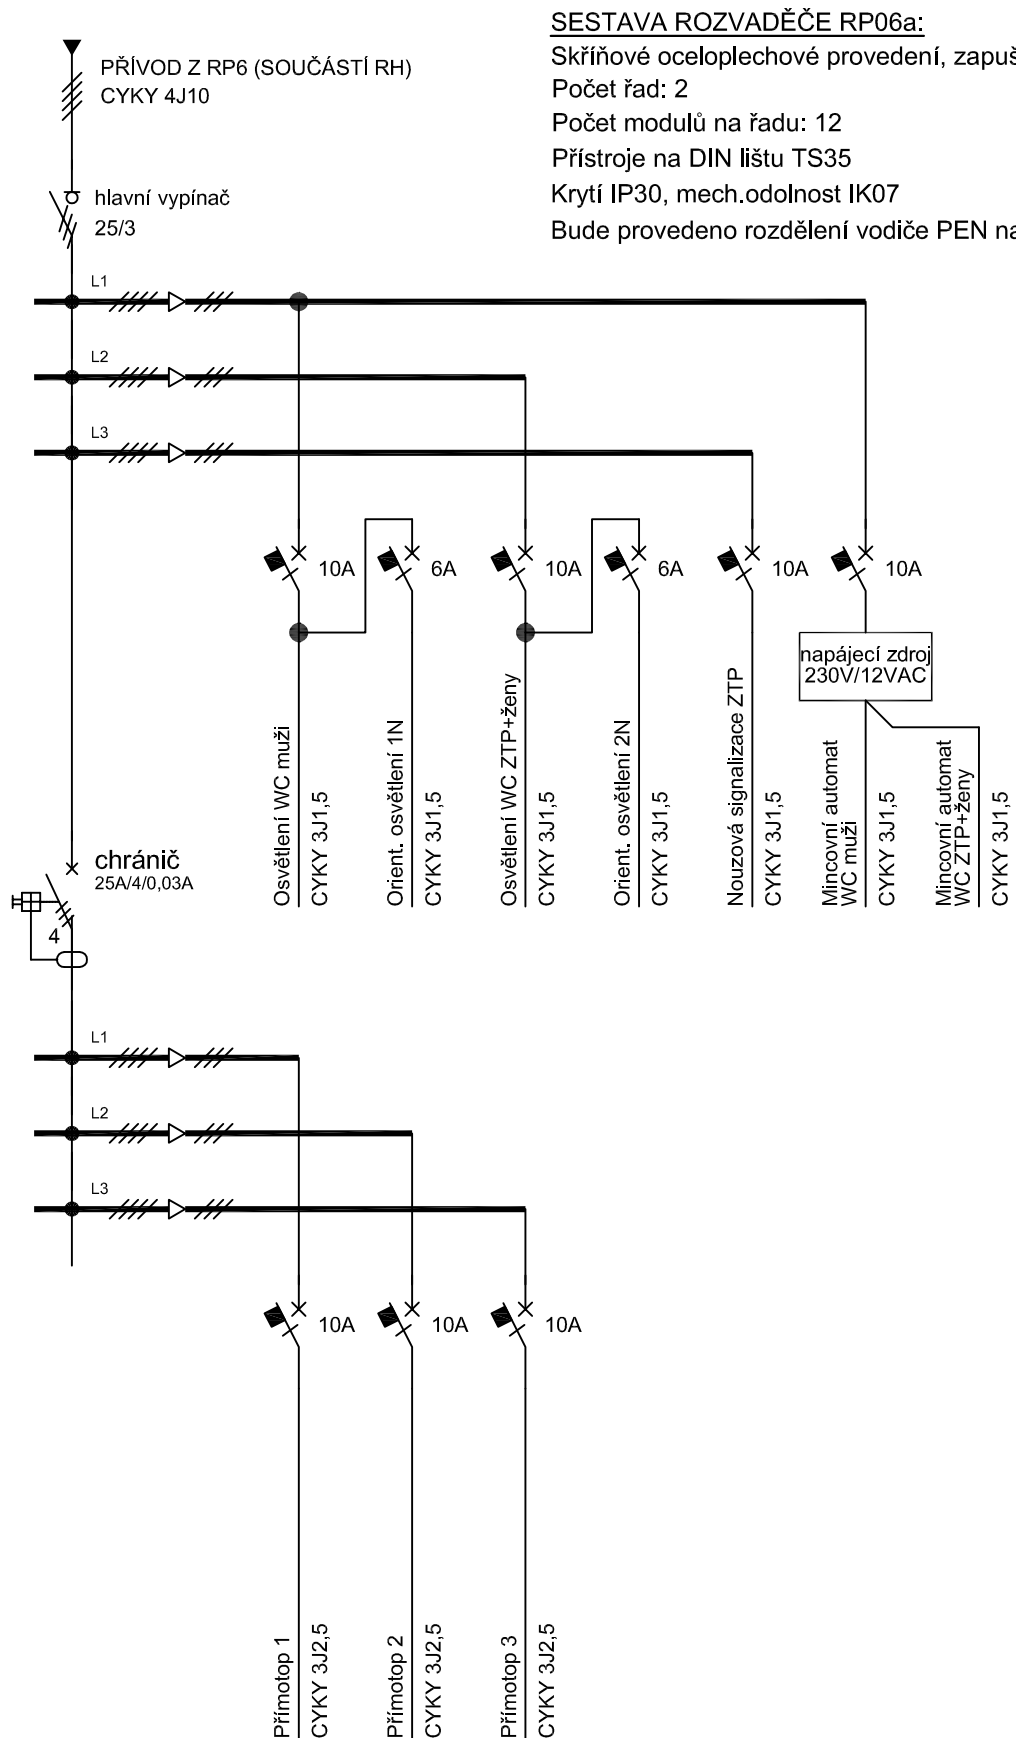 SESTAVA ROZVADĚČE RP06a:
Skříňové oceloplechové provedení,
Počet řad: 2
Počet modulů na řadu: 12
Přístroje na DIN lištu TS35
Krytí IP30, mech.odolnost IK07
Bude provedeno rozdělení vodiče PEN
PŘÍVOD Z RP6 (SOUČÁSTÍ RH)
CYKY 4J10
hlavní vypínač
25/3
L1
L2
L3
10A
6A
10A
6A
10A
10A
napájecí zdroj
230V/12VAC
Osvětlení WC muži
CYKY 3J1,5
Orient. osvětlení 1N
CYKY 3J1,5
Osvětlení WC ZTP+ženy
CYKY 3J1,5
Orient. osvětlení 2N
CYKY 3J1,5
Nouzová signalizace ZTP
CYKY 3J1,5
Mincovní automat
WC muži
CYKY 3J1,5
Mincovní automat
WC ZTP+ženy
CYKY 3J1,5
chránič
25A/4/0,03A
4
L1
L2
L3
10A
10A
10A
Přímotop 1
CYKY 3J2,5
Přímotop 2
CYKY 3J2,5
Přímotop 3
CYKY 3J2,5